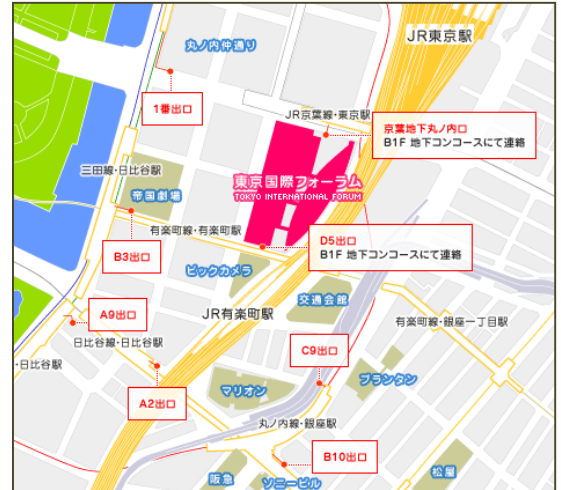 JR東京駅
丸ノ内仲通り
1番出口
JR京葉線・東京駅
京葉地下丸ノ内口
B1F 地下コンコースにて連絡
三田線・日比谷駅
帝国劇場
東京国際フォーラム
TOKYO INTERNATIONAL FORUM
有楽町線・有楽町駅
B3出口
D5出口
B1F 地下コンコースにて連絡
ビックカメラ
交通会館
A9出口
JR有楽町駅
有楽町線・銀座一丁目駅
日比谷線・日比谷駅
・日比谷駅
C9出口
プランタン
マリオン
A2出口
丸ノ内線・銀座駅
B10出口
阪急
ソニービル
松屋